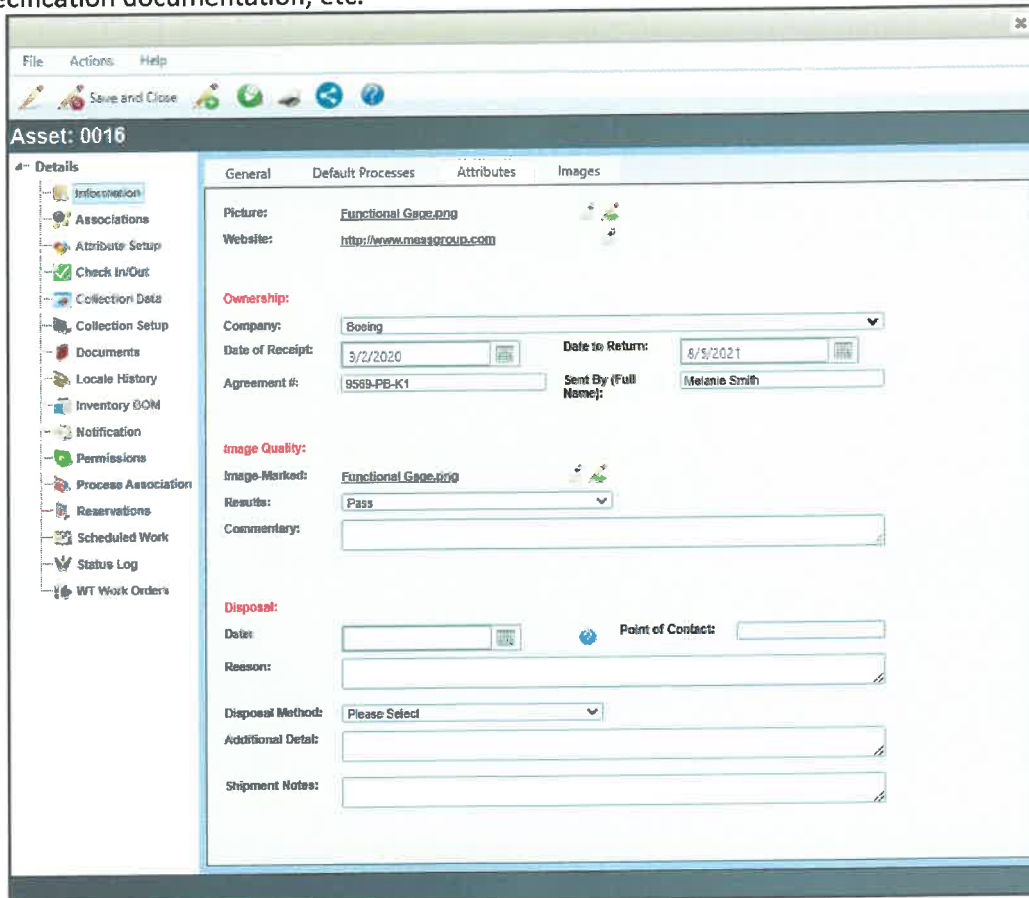 ecification documentation, etc.
File Actions Help
Save and Close
Asset: 0016
Details
Information
Associations
Attribute Setup
Check In/Out
Collection Data
Collection Setup
Documents
Locale History
Inventory BOM
Notification
Permissions
Process Association
Reservations
Scheduled Work
Status Log
WT Work Orders
General Default Processes Attributes Images
Picture: Functional Gage.png
Website: http://www.messgroup.com
Ownership:
Company: Boeing
Date of Receipt: 3/2/2020 Date to Return: 8/5/2021
Agreement #: 9569-PB-K1 Sent By (Full Name): Melanie Smith
Image Quality:
Image-Marked: Functional Gage.png
Results: Pass
Commentary:
Disposal:
Date: Point of Contact:
Reason:
Disposal Method: Please Select
Additional Detail:
Shipment Notes: